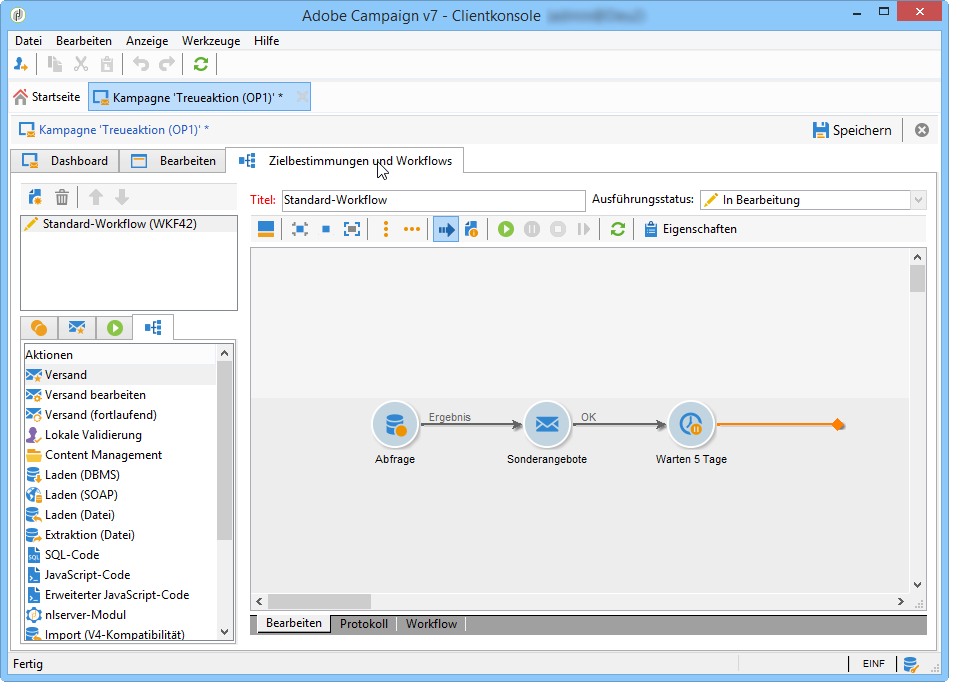 Adobe Campaign v7 - Clientkonsole
Datei Bearbeiten Anzeige Werkzeuge Hilfe
Startseite Kampagne 'Treueaktion (OP1)' *
Kampagne 'Treueaktion (OP1)' * Speichern
Dashboard Bearbeiten Zielbestimmungen und Workflows
Titel: Standard-Workflow Ausführungsstatus: In Bearbeitung
Standard-Workflow (WKF42)
Eigenschaften
Aktionen
Versand
Versand bearbeiten
Versand (fortlaufend)
Lokale Validierung
Content Management
Laden (DBMS)
Laden (SOAP)
Laden (Datei)
Extraktion (Datei)
SQL-Code
JavaScript-Code
Erweiterter JavaScript-Code
nlserver-Modul
Import (V4-Kompatibilität)
Ergebnis OK
Abfrage Sonderangebote Warten 5 Tage
Bearbeiten Protokoll Workflow
Fertig EINF